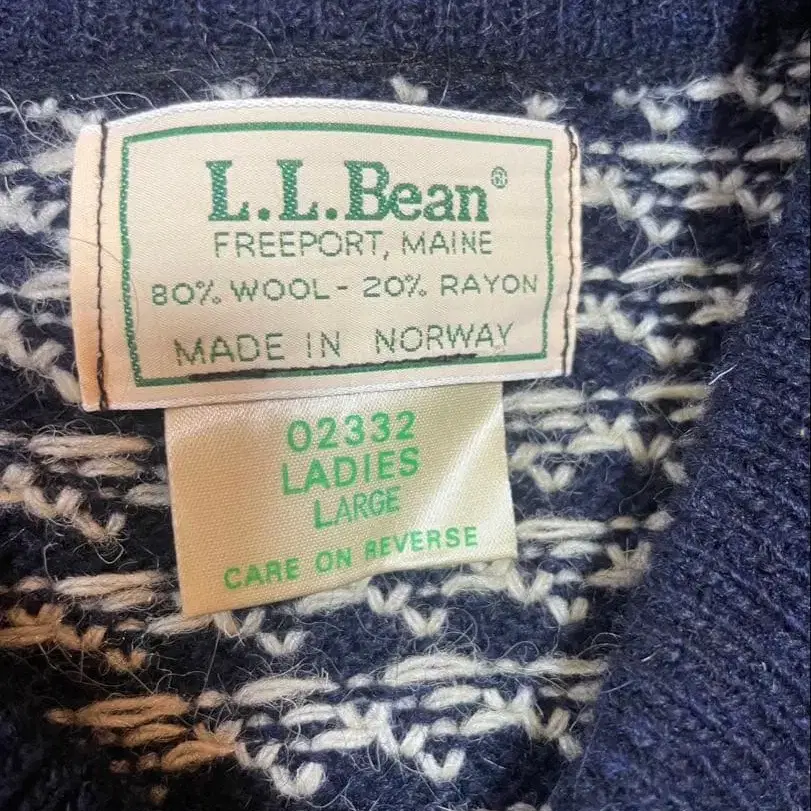 L.L.Bean®
FREEPORT, MAINE
80% WOOL - 20% RAYON
MADE IN NORWAY
02332
LADIES
LARGE
CARE ON REVERSE